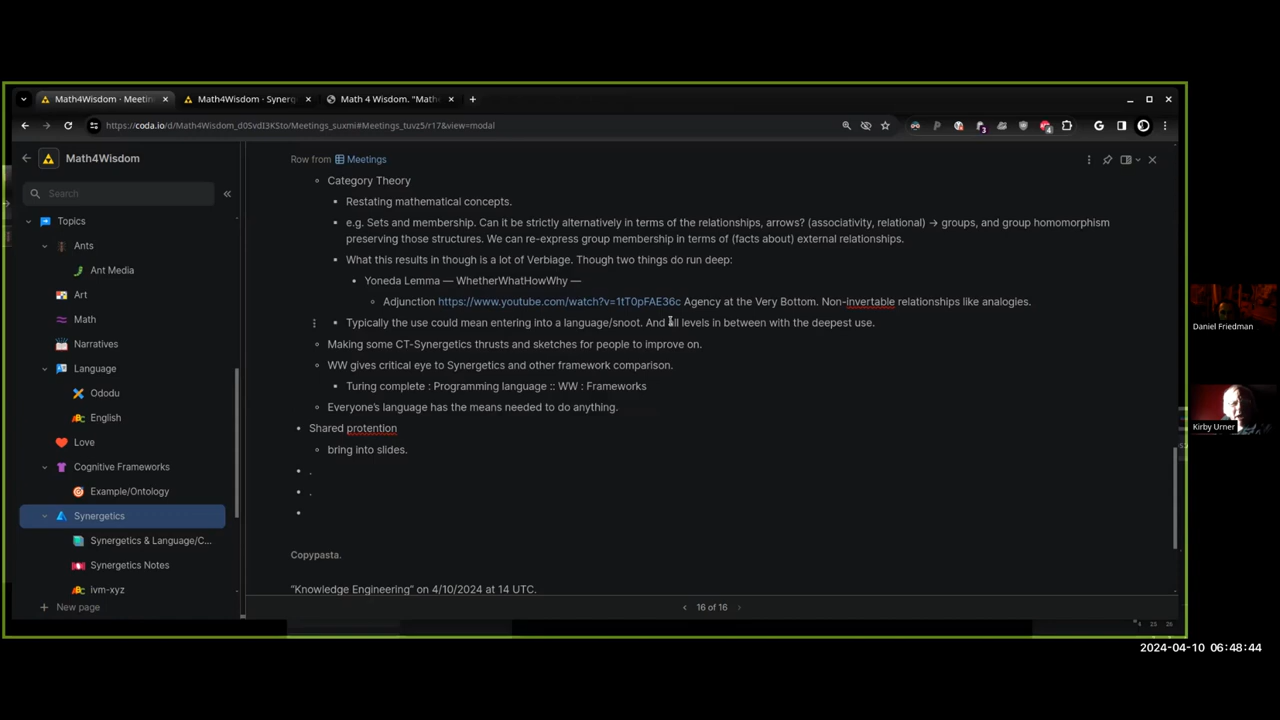 Math4Wisdom · Meetin
Math4Wisdom · Synerg
Math 4 Wisdom. "Mathe
https://coda.io/d/Math4Wisdom_d0SvdI3KSto/Meetings_suxmi#Meetings_tuvz5/r17&view=modal
Math4Wisdom
Search
Topics
Ants
Ant Media
Art
Math
Narratives
Language
Ododu
English
Love
Cognitive Frameworks
Example/Ontology
Synergetics
Synergetics & Language/C...
Synergetics Notes
ivm-xyz
New page
Row from Meetings
Category Theory
Restating mathematical concepts.
e.g. Sets and membership. Can it be strictly alternatively in terms of the relationships, arrows? (associativity, relational) → groups, and group homomorphism
preserving those structures. We can re-express group membership in terms of (facts about) external relationships.
What this results in though is a lot of Verbiage. Though two things do run deep:
Yoneda Lemma — WhetherWhatHowWhy —
Adjunction https://www.youtube.com/watch?v=1tT0pFAE36c Agency at the Very Bottom. Non-invertable relationships like analogies.
Typically the use could mean entering into a language/snoot. And all levels in between with the deepest use.
Making some CT-Synergetics thrusts and sketches for people to improve on.
WW gives critical eye to Synergetics and other framework comparison.
Turing complete : Programming language :: WW : Frameworks
Everyone's language has the means needed to do anything.
Shared protention
bring into slides.
.
.
Copypasta.
"Knowledge Engineering" on 4/10/2024 at 14 UTC.
16 of 16
Daniel Friedman
Kirby Urner
25 26
2024-04-10 06:48:44